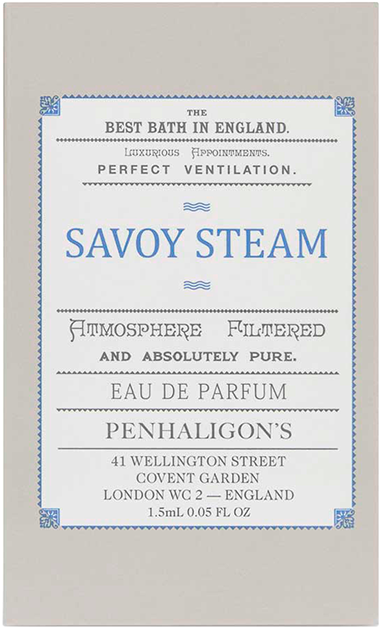 THE
BEST BATH IN ENGLAND.
Luxurious Appointments.
PERFECT VENTILATION.
SAVOY STEAM
Atmosphere Filtered
AND ABSOLUTELY PURE.
EAU DE PARFUM
PENHALIGON'S
41 WELLINGTON STREET
COVENT GARDEN
LONDON WC 2 — ENGLAND
1.5mL 0.05 FL OZ